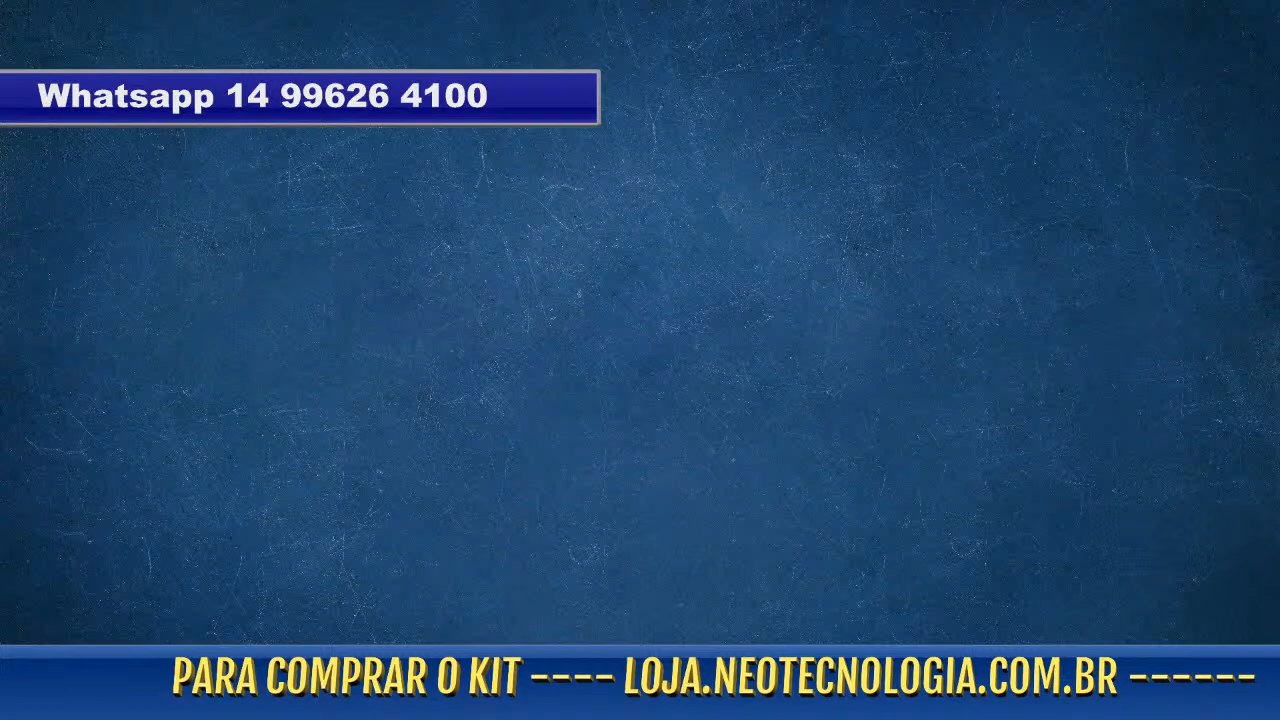 Whatsapp 14 99626 4100
PARA COMPRAR O KIT ---- LOJA.NEOTECNOLOGIA.COM.BR ------